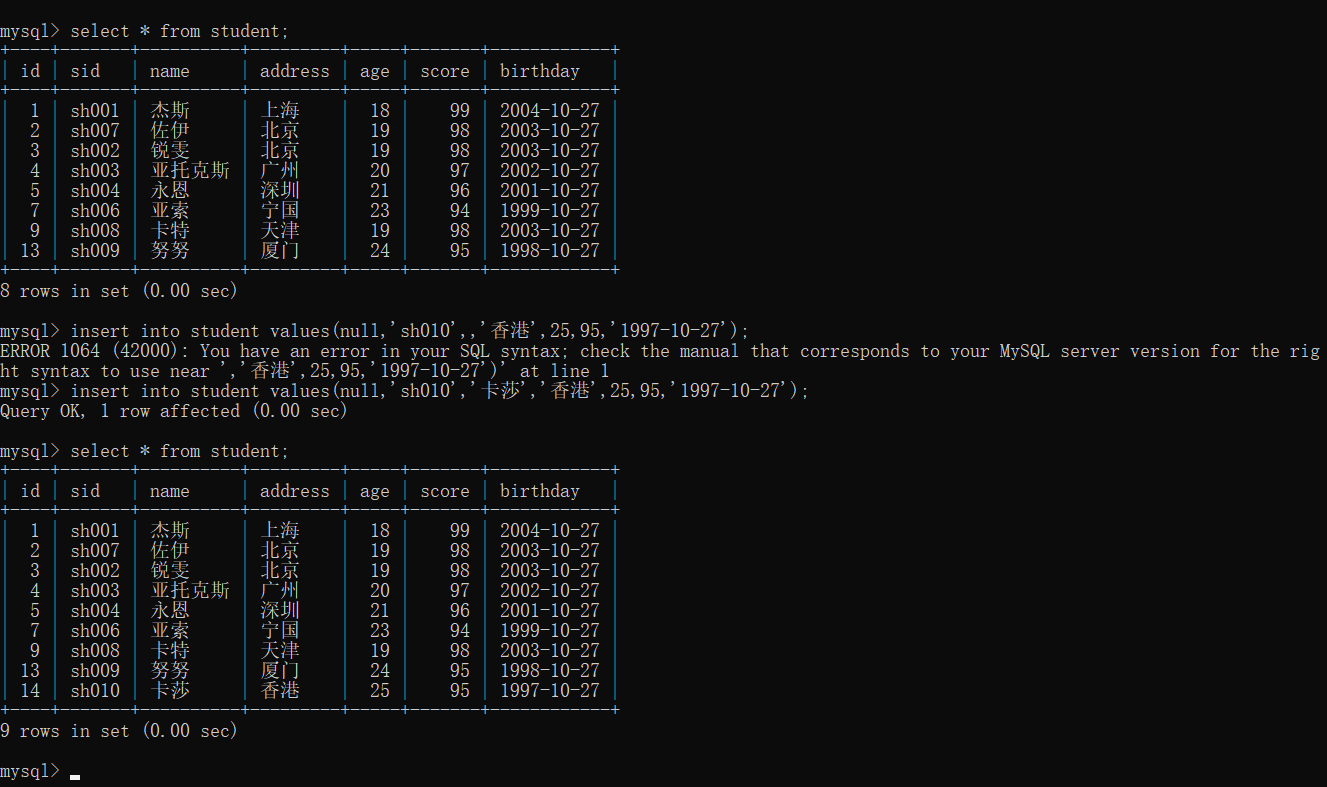 mysql> select * from student;
+----+-------+----------+---------+-----+-------+------------+
| id | sid   | name     | address | age | score | birthday   |
+----+-------+----------+---------+-----+-------+------------+
|  1 | sh001 | 杰斯     | 上海    |  18 |    99 | 2004-10-27 |
|  2 | sh007 | 佐伊     | 北京    |  19 |    98 | 2003-10-27 |
|  3 | sh002 | 锐雯     | 北京    |  19 |    98 | 2003-10-27 |
|  4 | sh003 | 亚托克斯 | 广州    |  20 |    97 | 2002-10-27 |
|  5 | sh004 | 永恩     | 深圳    |  21 |    96 | 2001-10-27 |
|  7 | sh006 | 亚索     | 宁国    |  23 |    94 | 1999-10-27 |
|  9 | sh008 | 卡特     | 天津    |  19 |    98 | 2003-10-27 |
| 13 | sh009 | 努努     | 厦门    |  24 |    95 | 1998-10-27 |
+----+-------+----------+---------+-----+-------+------------+
8 rows in set (0.00 sec)
mysql> insert into student values(null,'sh010',,'香港',25,95,'1997-10-27');
ERROR 1064 (42000): You have an error in your SQL syntax; check the manual that corresponds to your MySQL server version for the rig
ht syntax to use near ','香港',25,95,'1997-10-27')' at line 1
mysql> insert into student values(null,'sh010','卡莎','香港',25,95,'1997-10-27');
Query OK, 1 row affected (0.00 sec)
mysql> select * from student;
+----+-------+----------+---------+-----+-------+------------+
| id | sid   | name     | address | age | score | birthday   |
+----+-------+----------+---------+-----+-------+------------+
|  1 | sh001 | 杰斯     | 上海    |  18 |    99 | 2004-10-27 |
|  2 | sh007 | 佐伊     | 北京    |  19 |    98 | 2003-10-27 |
|  3 | sh002 | 锐雯     | 北京    |  19 |    98 | 2003-10-27 |
|  4 | sh003 | 亚托克斯 | 广州    |  20 |    97 | 2002-10-27 |
|  5 | sh004 | 永恩     | 深圳    |  21 |    96 | 2001-10-27 |
|  7 | sh006 | 亚索     | 宁国    |  23 |    94 | 1999-10-27 |
|  9 | sh008 | 卡特     | 天津    |  19 |    98 | 2003-10-27 |
| 13 | sh009 | 努努     | 厦门    |  24 |    95 | 1998-10-27 |
| 14 | sh010 | 卡莎     | 香港    |  25 |    95 | 1997-10-27 |
+----+-------+----------+---------+-----+-------+------------+
9 rows in set (0.00 sec)
mysql>